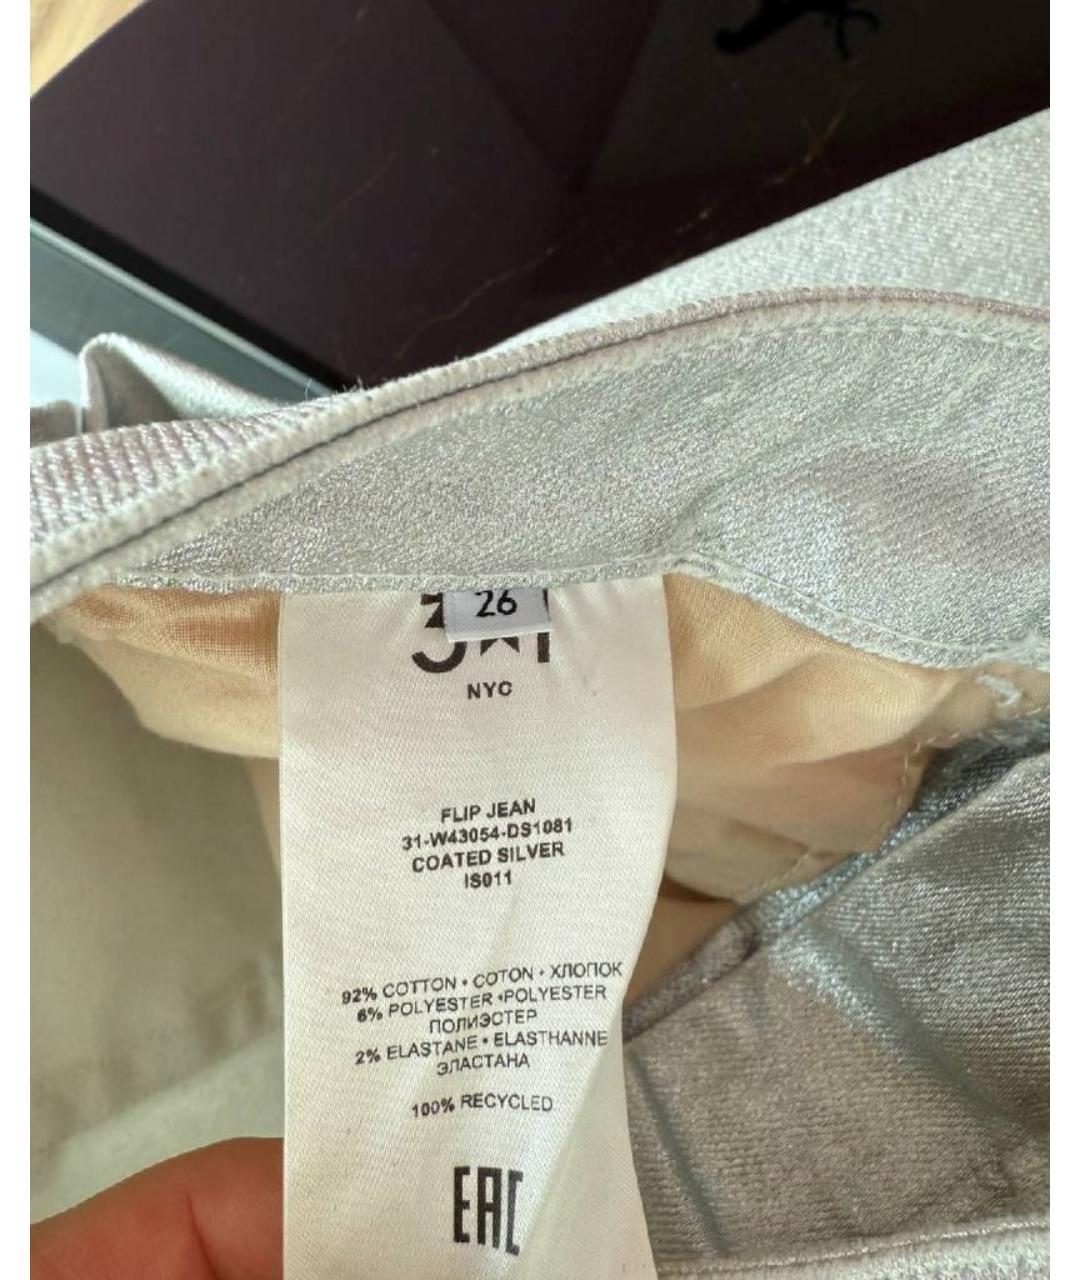 26
NYC
FLIP JEAN
31-W43054-DS1081
COATED SILVER
IS011
92% COTTON • COTON • ХЛОПОК
6% POLYESTER •POLYESTER
ПОЛИЭСТЕР
2% ELASTANE • ELASTHANNE
ЭЛАСТАНА
100% RECYCLED
EAC